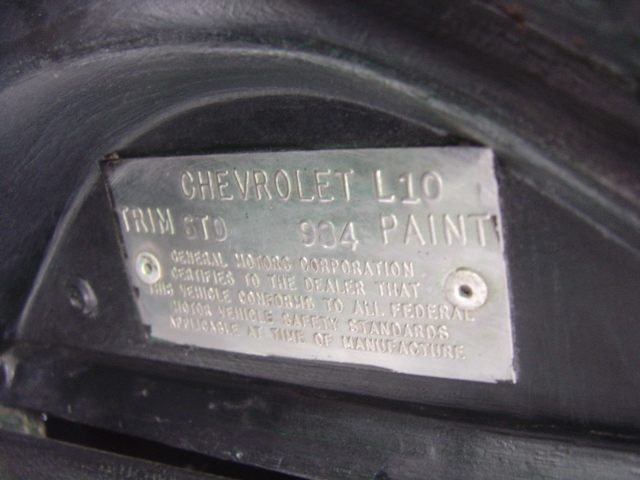 CHEVROLET L10
TRIM STD 904 PAINT
GENERAL MOTORS CORPORATION
CERTIFIES TO THE DEALER THAT
THIS VEHICLE CONFORMS TO ALL FEDERAL
MOTOR VEHICLE SAFETY STANDARDS
APPLICABLE AT TIME OF MANUFACTURE